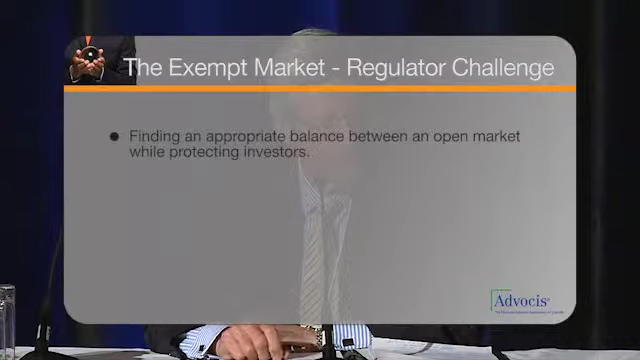 The Exempt Market - Regulator Challenge
Finding an appropriate balance between an open market
while protecting investors.
Advocis